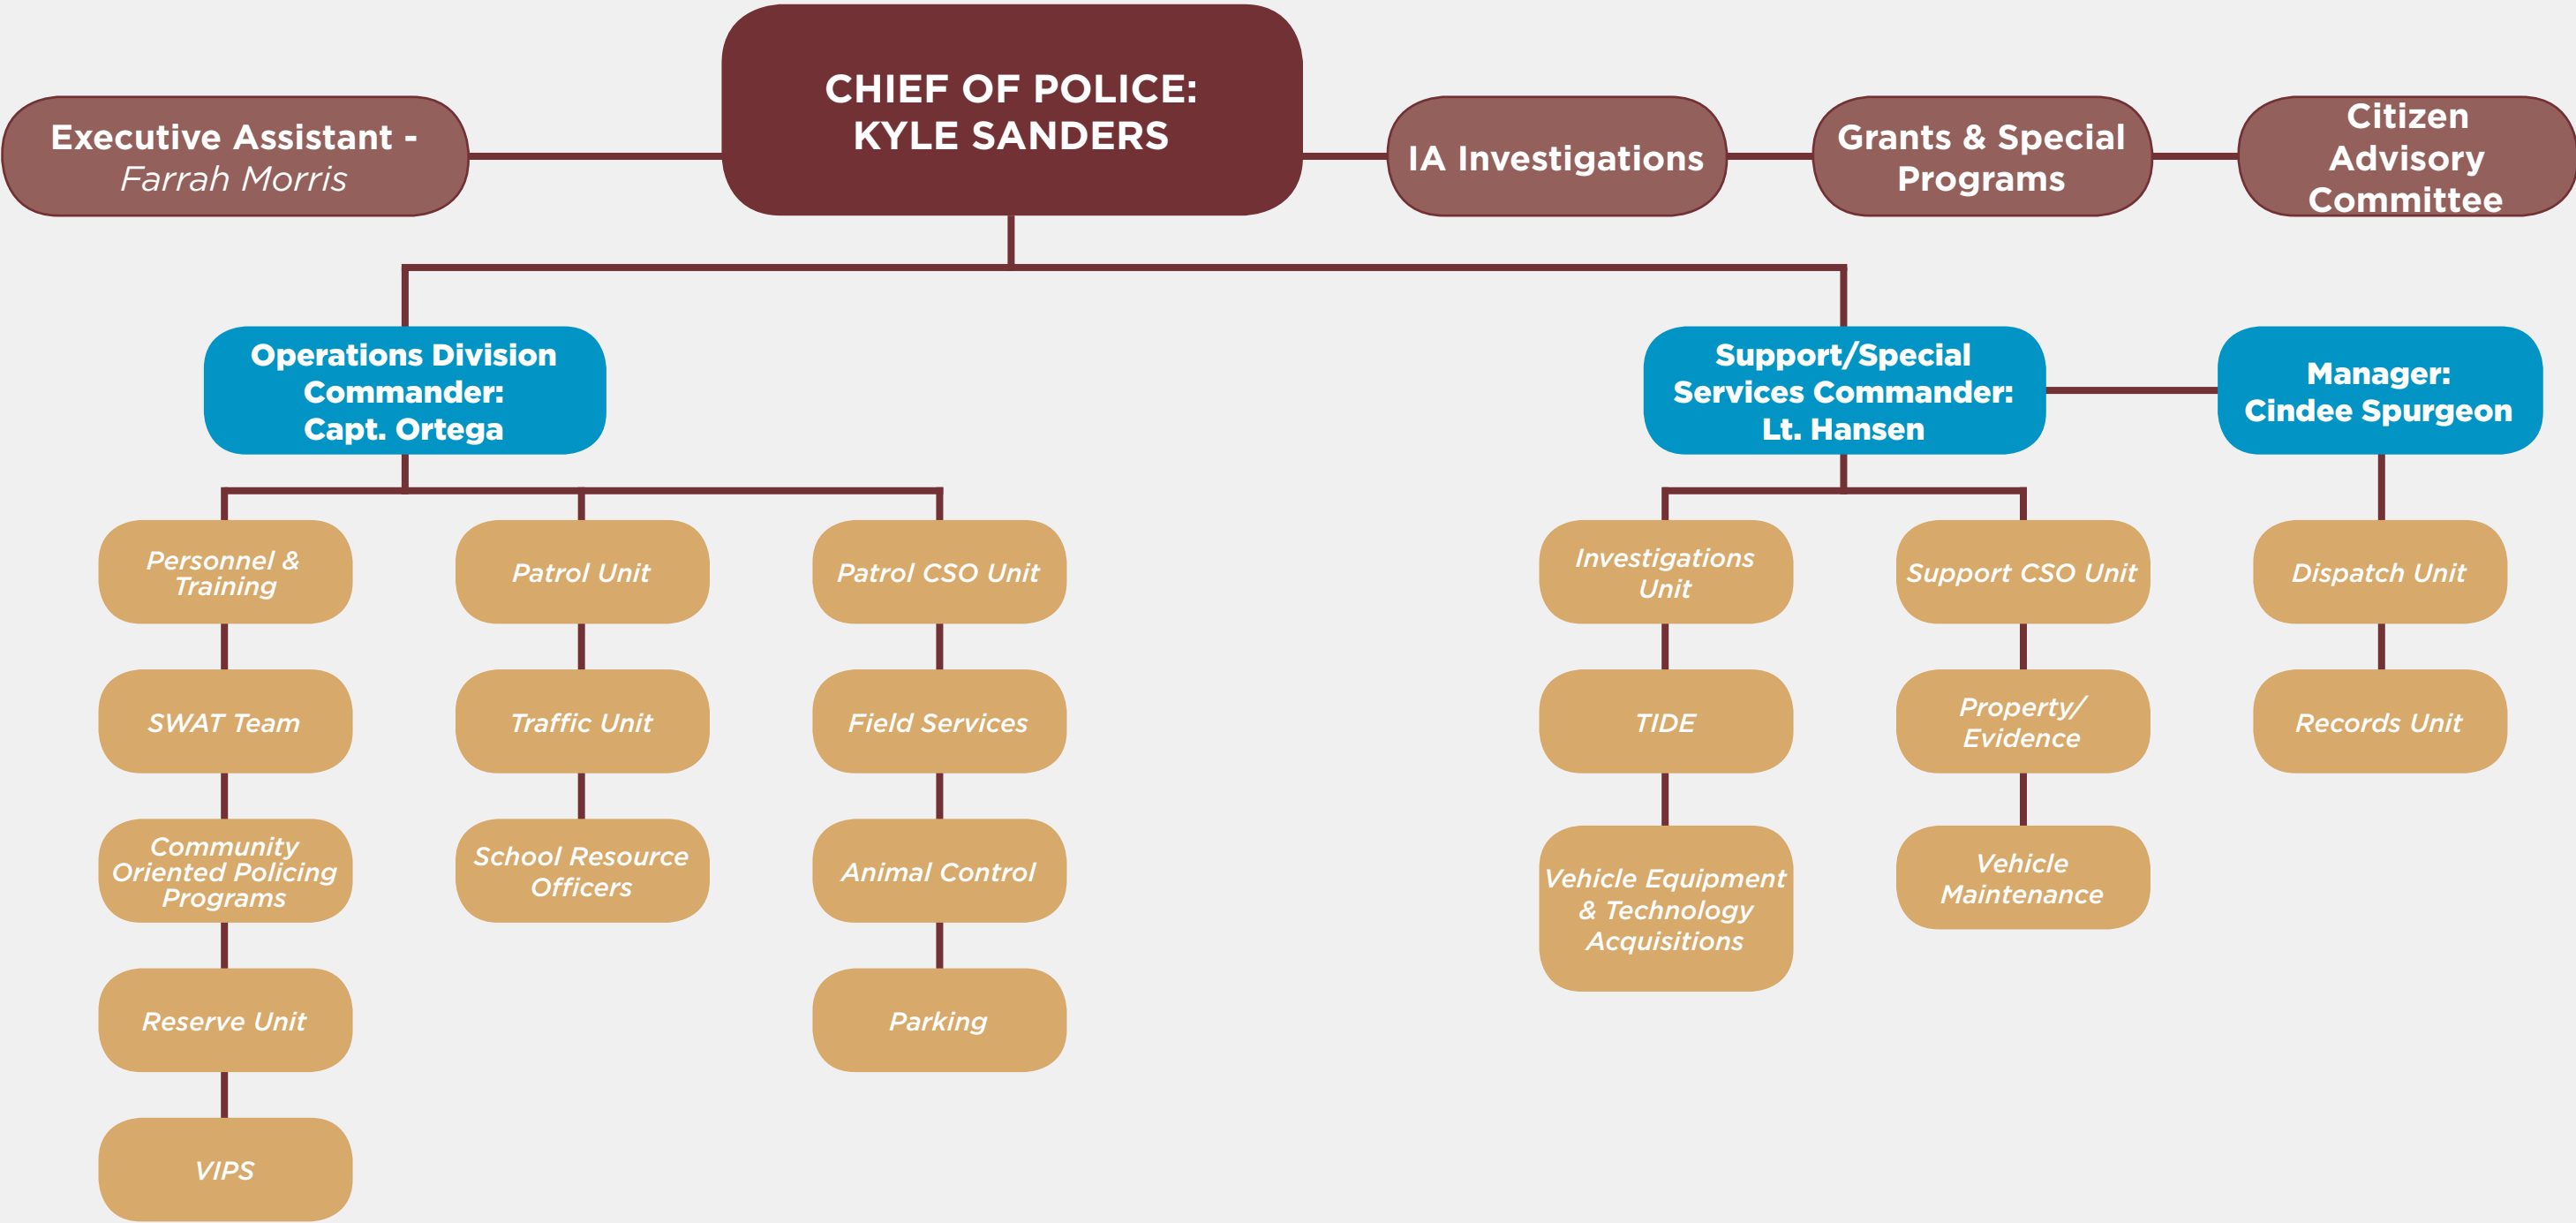 CHIEF OF POLICE:
KYLE SANDERS
Executive Assistant -
Farrah Morris
IA Investigations
Grants & Special
Programs
Citizen
Advisory
Committee
Operations Division
Commander:
Capt. Ortega
Support/Special
Services Commander:
Lt. Hansen
Manager:
Cindee Spurgeon
Personnel &
Training
SWAT Team
Community
Oriented Policing
Programs
Reserve Unit
VIPS
Patrol Unit
Traffic Unit
School Resource
Officers
Patrol CSO Unit
Field Services
Animal Control
Parking
Investigations
Unit
TIDE
Vehicle Equipment
& Technology
Acquisitions
Support CSO Unit
Property/
Evidence
Vehicle
Maintenance
Dispatch Unit
Records Unit